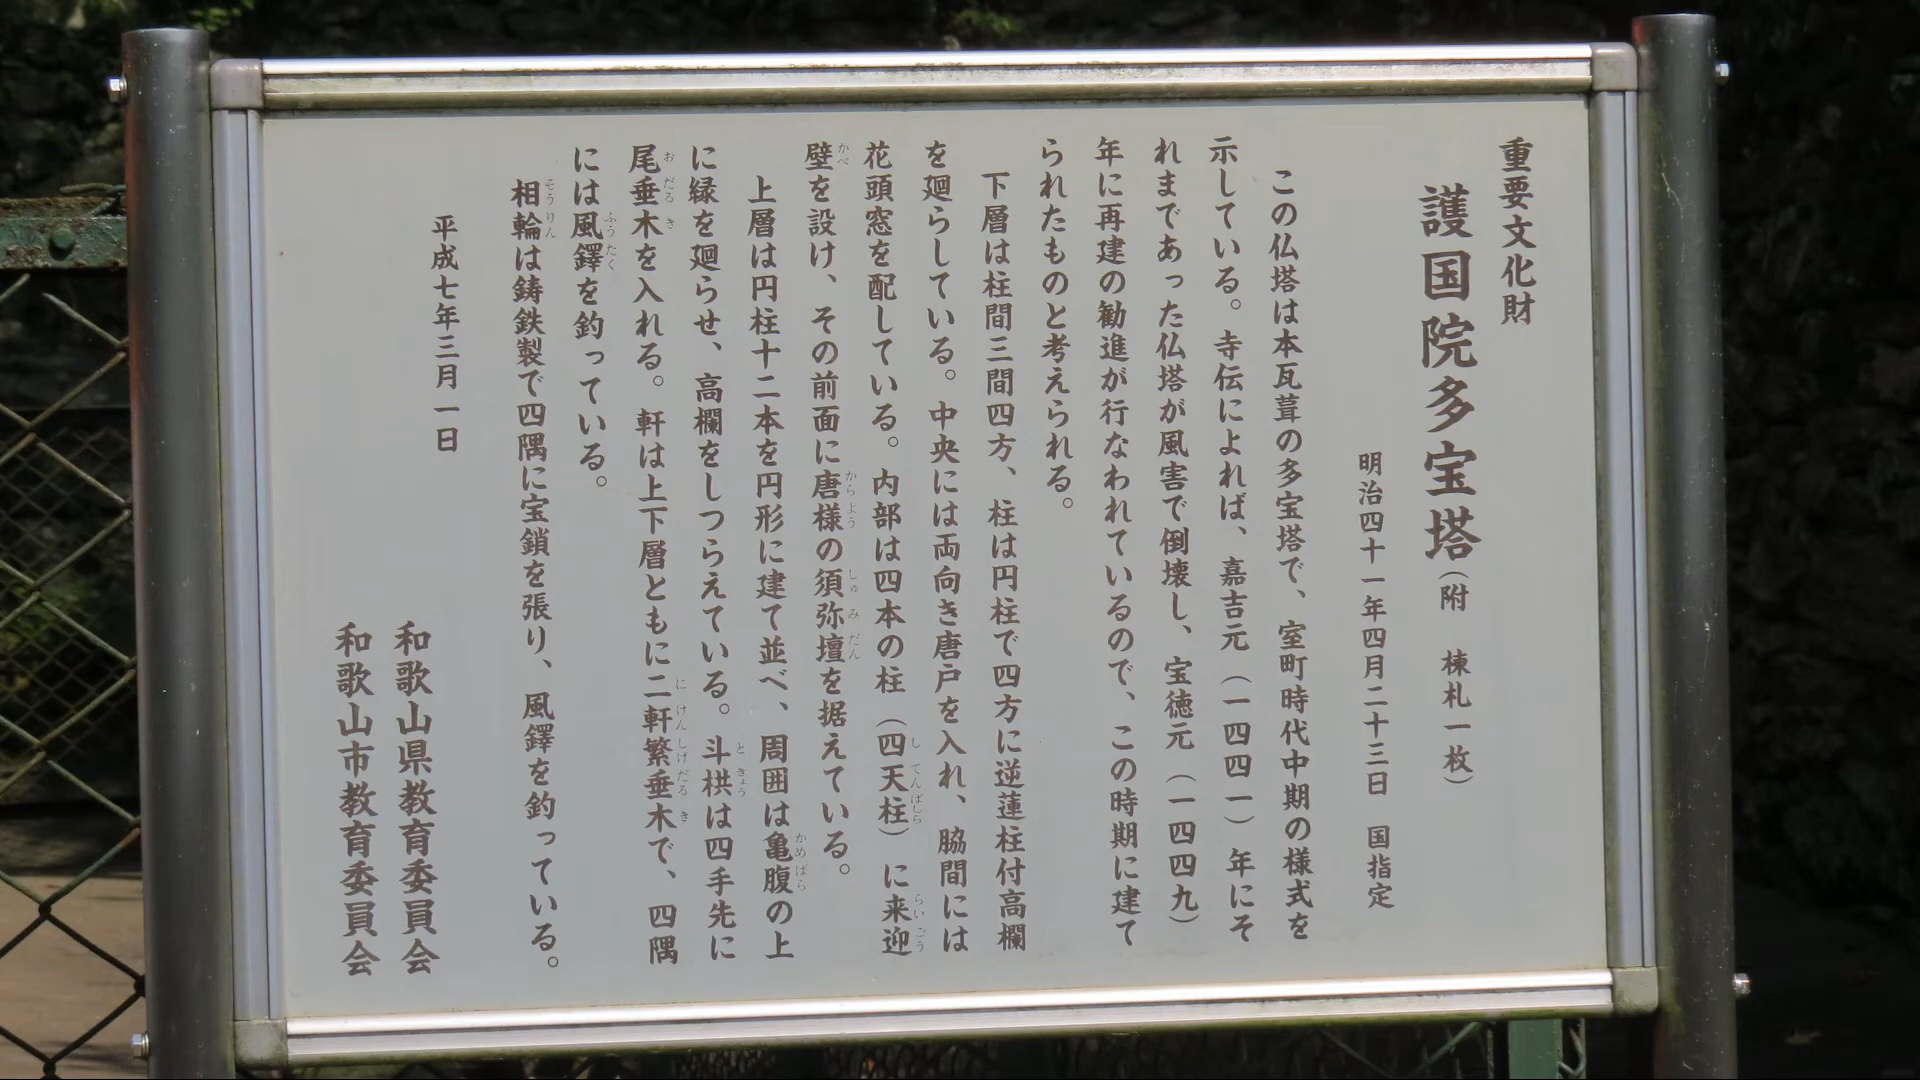 重要文化財
護国院多宝塔（附　棟札一枚）
明治四十一年四月二十三日　国指定
この仏塔は本瓦葺の多宝塔で、室町時代中期の様式を
示している。寺伝によれば、嘉吉元（一四四一）年にそ
れまであった仏塔が風害で倒壊し、宝徳元（一四四九）
年に再建の勧進が行なわれているので、この時期に建て
られたものと考えられる。
下層は柱間三間四方、柱は円柱で四方に逆蓮柱付高欄
を廻らしている。中央には両向き唐戸を入れ、脇間には
花頭窓を配している。内部は四本の柱（四天柱）に来迎
壁を設け、その前面に唐様の須弥壇を据えている。
上層は円柱十二本を円形に建て並べ、周囲は亀腹の上
に縁を廻らせ、高欄をしつらえている。斗栱は四手先に
尾垂木を入れる。軒は上下層ともに二軒繁垂木で、四隅
には風鐸を釣っている。
相輪は鋳鉄製で四隅に宝鎖を張り、風鐸を釣っている。
平成七年三月一日
和歌山県教育委員会
和歌山市教育委員会